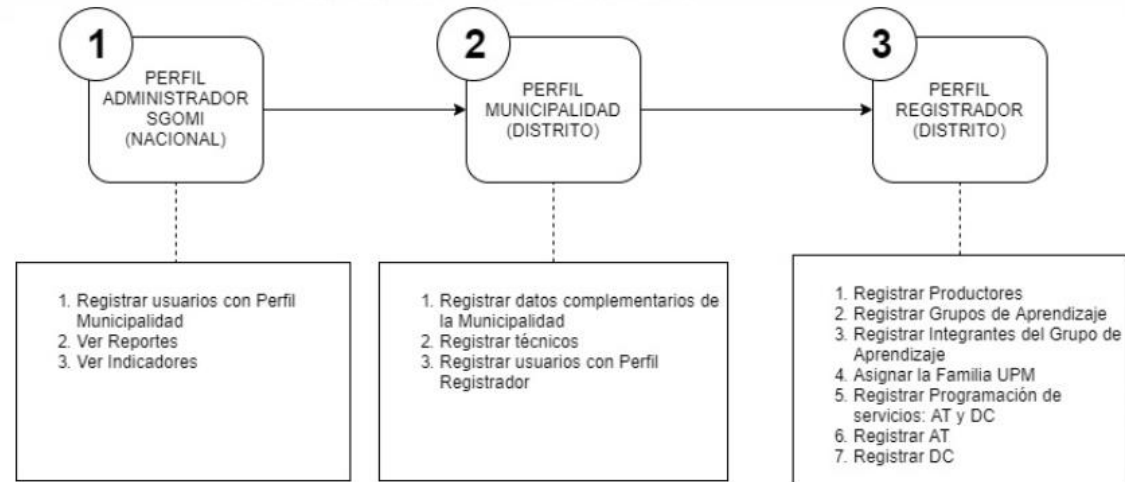 1
PERFIL
ADMINISTRADOR
SGOMI
(NACIONAL)
2
PERFIL
MUNICIPALIDAD
(DISTRITO)
3
PERFIL
REGISTRADOR
(DISTRITO)
1. Registrar usuarios con Perfil
Municipalidad
2. Ver Reportes
3. Ver Indicadores
1. Registrar datos complementarios de
la Municipalidad
2. Registrar técnicos
3. Registrar usuarios con Perfil
Registrador
1. Registrar Productores
2. Registrar Grupos de Aprendizaje
3. Registrar Integrantes del Grupo de
Aprendizaje
4. Asignar la Familia UPM
5. Registrar Programación de
servicios: AT y DC
6. Registrar AT
7. Registrar DC